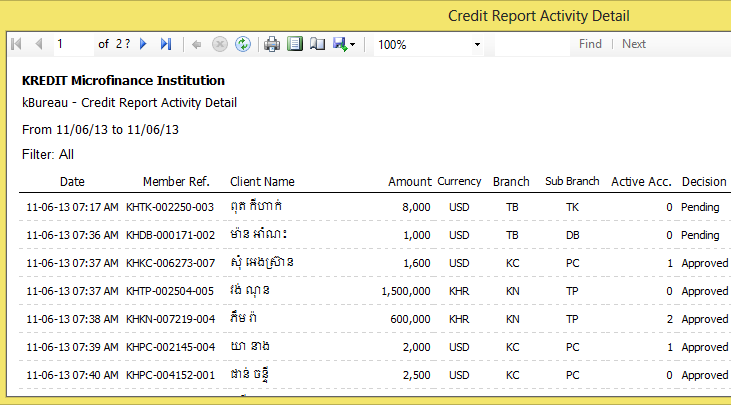 Credit Report Activity Detail
1 of 2 ? 100% Find | Next
KREDIT Microfinance Institution
kBureau - Credit Report Activity Detail
From 11/06/13 to 11/06/13
Filter: All
Date Member Ref. Client Name Amount Currency Branch Sub Branch Active Acc. Decision
11-06-13 07:17 AM KHTK-002250-003 ពុត គឹហាក់ 8,000 USD TB TK 0 Pending
11-06-13 07:36 AM KHDB-000171-002 ម៉ាន អាំណះ 1,000 USD TB DB 0 Pending
11-06-13 07:37 AM KHKC-006273-007 ស៊ុំ អេងស្រ៊ាន 1,600 USD KC PC 1 Approved
11-06-13 07:37 AM KHTP-002504-005 វង់ ណុន 1,500,000 KHR KN TP 0 Approved
11-06-13 07:38 AM KHKN-007219-004 ភឹម រ៉ា 600,000 KHR KN TP 2 Approved
11-06-13 07:39 AM KHPC-002145-004 យា នាង 2,000 USD KC PC 1 Approved
11-06-13 07:40 AM KHPC-004152-001 ផាន់ ចន្ទី 2,500 USD KC PC 0 Approved